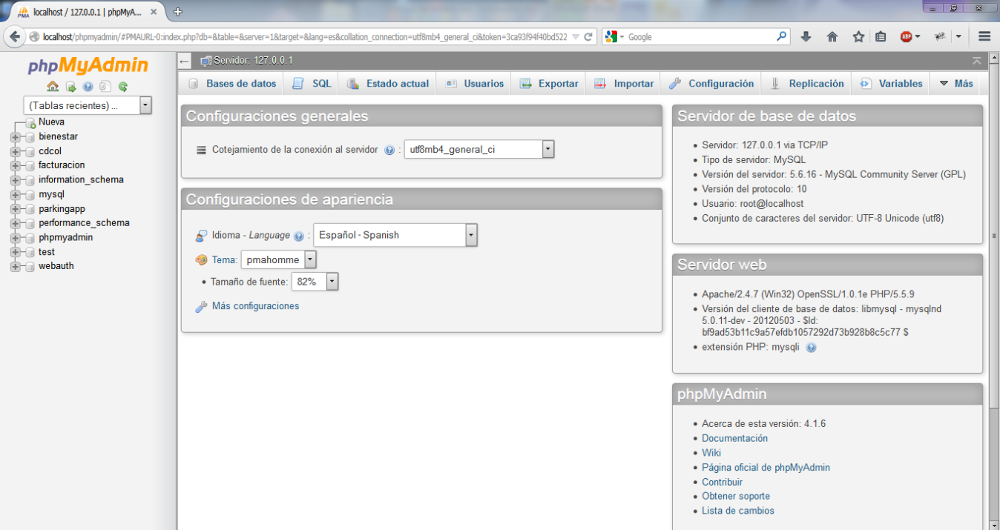 localhost / 127.0.0.1 | phpMyA...
localhost/phpmyadmin/#PMAURL-0:index.php?db=&table=&server=1&target=&lang=es&collation_connection=utf8mb4_general_ci&token=3ca93f94f40bd522
Google
ABP
phpMyAdmin
(Tablas recientes) ...
Nueva
bienestar
cdcol
facturacion
information_schema
mysql
parkingapp
performance_schema
phpmyadmin
test
webauth
Servidor: 127.0.0.1
Bases de datos SQL Estado actual Usuarios Exportar Importar Configuración Replicación Variables Más
Configuraciones generales
Cotejamiento de la conexión al servidor : utf8mb4_general_ci
Configuraciones de apariencia
Idioma - Language : Español - Spanish
Tema: pmahomme
Tamaño de fuente: 82%
Más configuraciones
Servidor de base de datos
Servidor: 127.0.0.1 via TCP/IP
Tipo de servidor: MySQL
Versión del servidor: 5.6.16 - MySQL Community Server (GPL)
Versión del protocolo: 10
Usuario: root@localhost
Conjunto de caracteres del servidor: UTF-8 Unicode (utf8)
Servidor web
Apache/2.4.7 (Win32) OpenSSL/1.0.1e PHP/5.5.9
Versión del cliente de base de datos: libmysql - mysqlnd
5.0.11-dev - 20120503 - $Id:
bf9ad53b11c9a57efdb1057292d73b928b8c5c77 $
extensión PHP: mysqli
phpMyAdmin
Acerca de esta versión: 4.1.6
Documentación
Wiki
Página oficial de phpMyAdmin
Contribuir
Obtener soporte
Lista de cambios